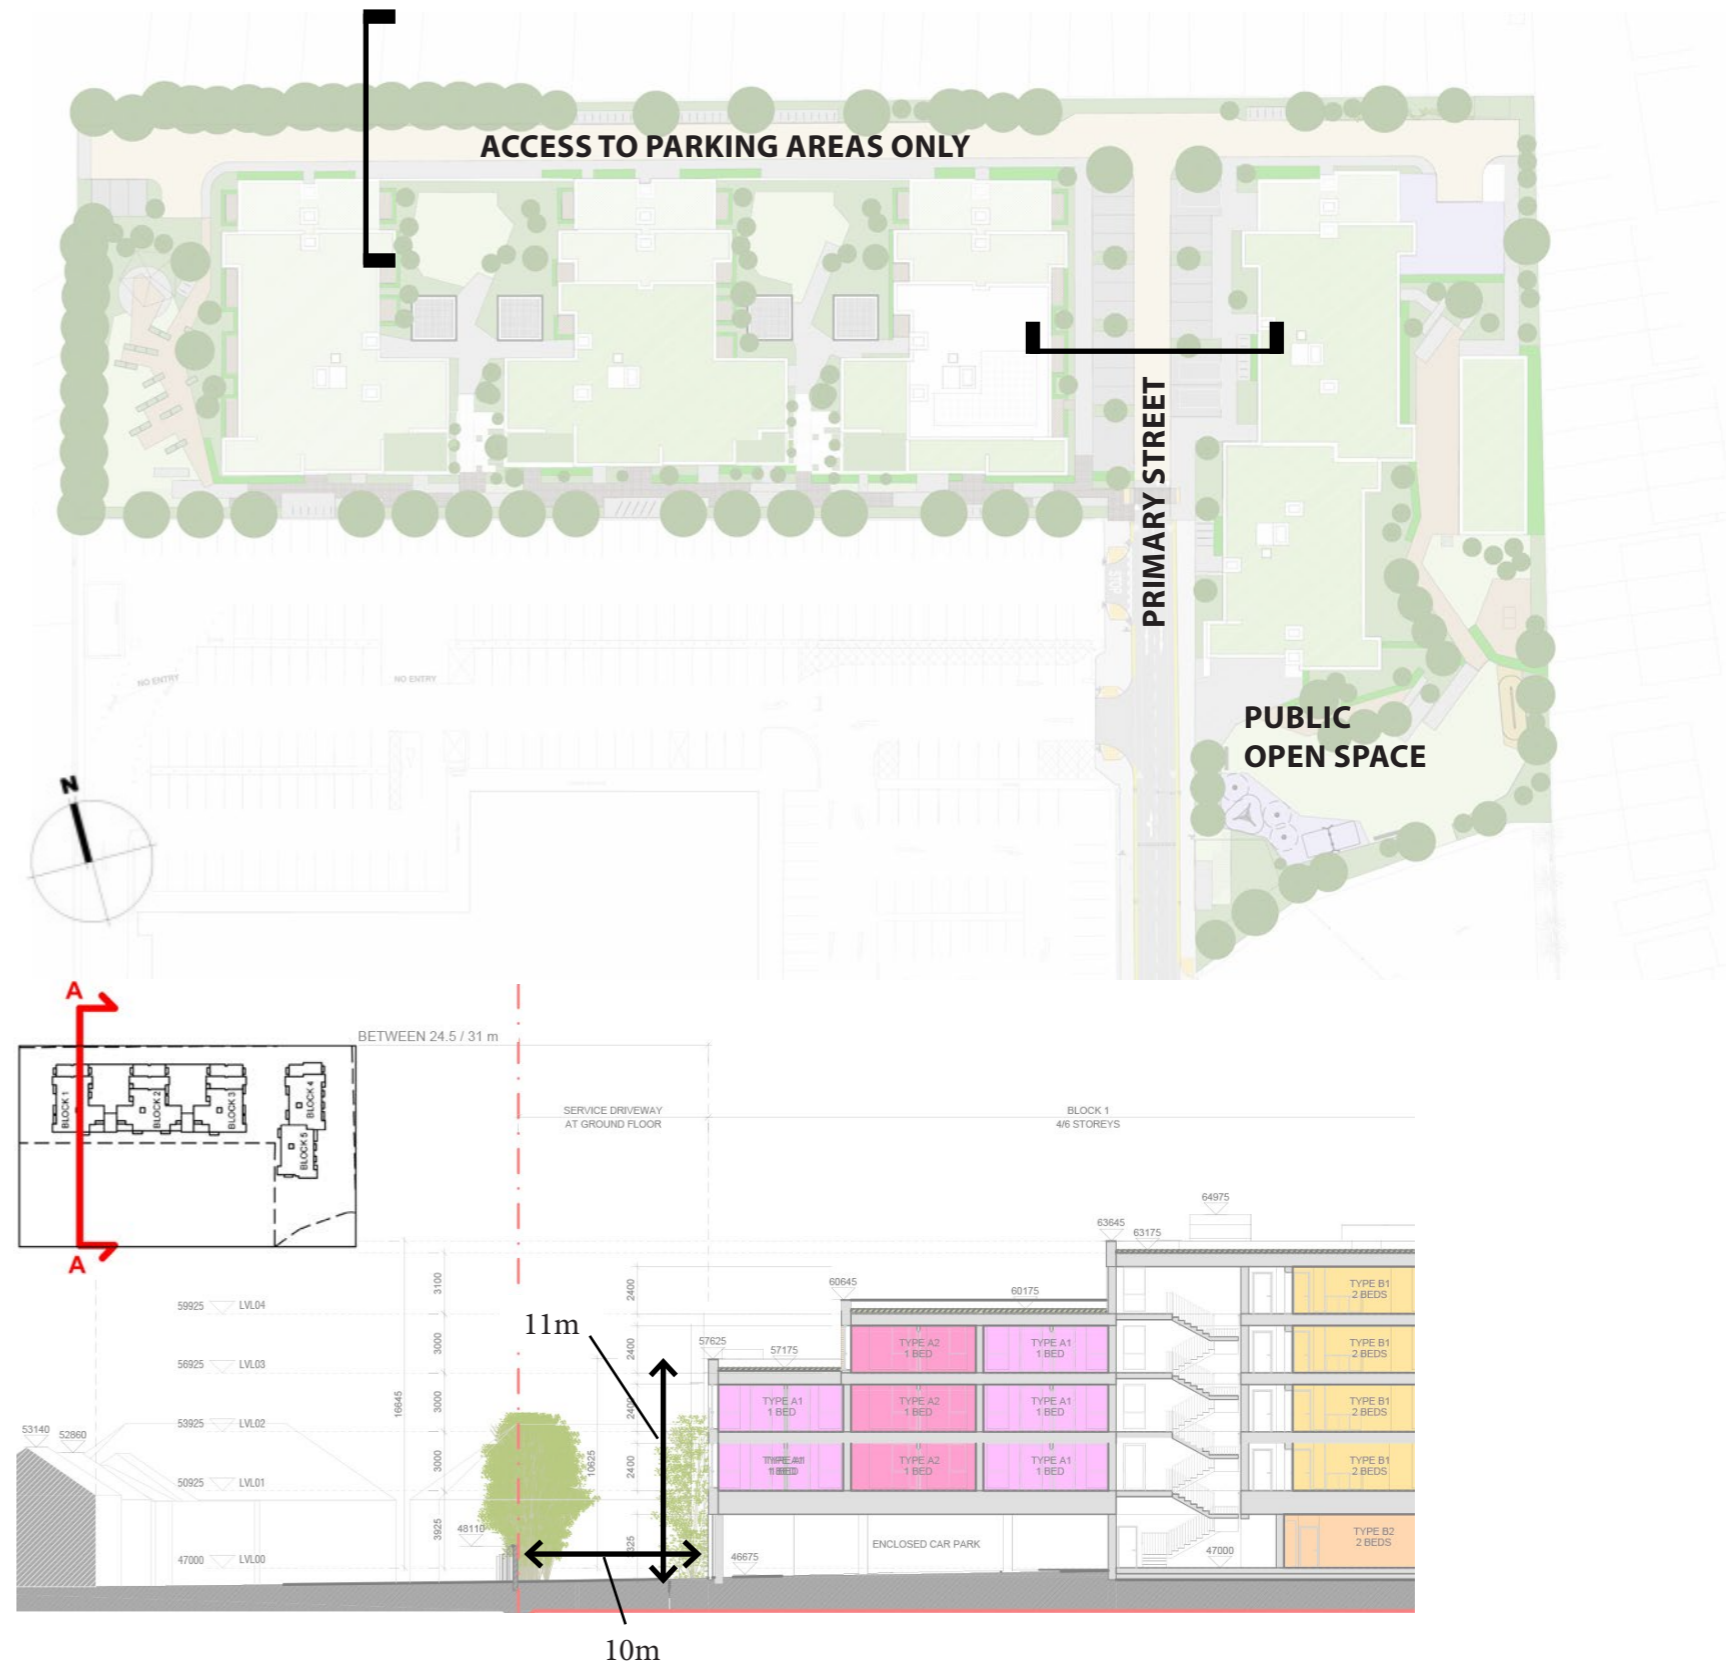 ACCESS TO PARKING AREAS ONLY
PRIMARY STREET
STOP
NO ENTRY
NO ENTRY
PUBLIC
OPEN SPACE
N
A
A
BLOCK 1
BLOCK 2
BLOCK 3
BLOCK 4
BLOCK 5
BETWEEN 24.5 / 31 m
SERVICE DRIVEWAY
AT GROUND FLOOR
BLOCK 1
4/6 STOREYS
64975
63645
63175
60645
60175
57625
57175
59925 LVL04
56925 LVL03
53925 LVL02
50925 LVL01
47000 LVL00
53140
52860
48110
46675
47000
16645
3100
3000
3000
3000
3925
10625
2400
2400
2400
2400
11m
10m
TYPE B1
2 BEDS
TYPE A2
1 BED
TYPE A1
1 BED
TYPE B1
2 BEDS
TYPE A1
1 BED
TYPE A2
1 BED
TYPE A1
1 BED
TYPE B1
2 BEDS
TYPE A2
1 BED
TYPE A1
1 BED
TYPE B1
2 BEDS
ENCLOSED CAR PARK
TYPE B2
2 BEDS